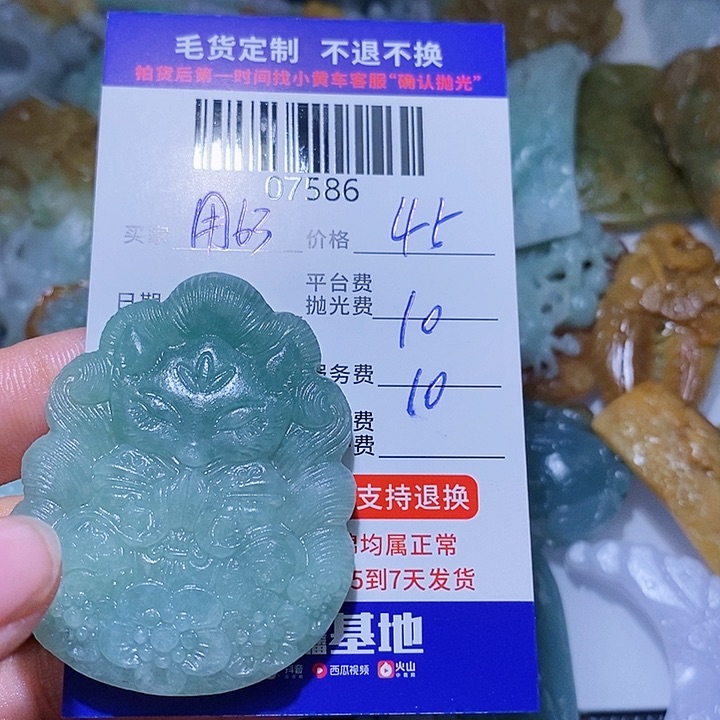 毛货定制 不退不换
拍货后第一时间找小黄车客服“确认抛光”
07586
买家 用63 价格 45
日期 平台费
抛光费 10
务费 10
费
费
支持退换
均属正常
5到7天发货
基地
抖音 西瓜视频 火山